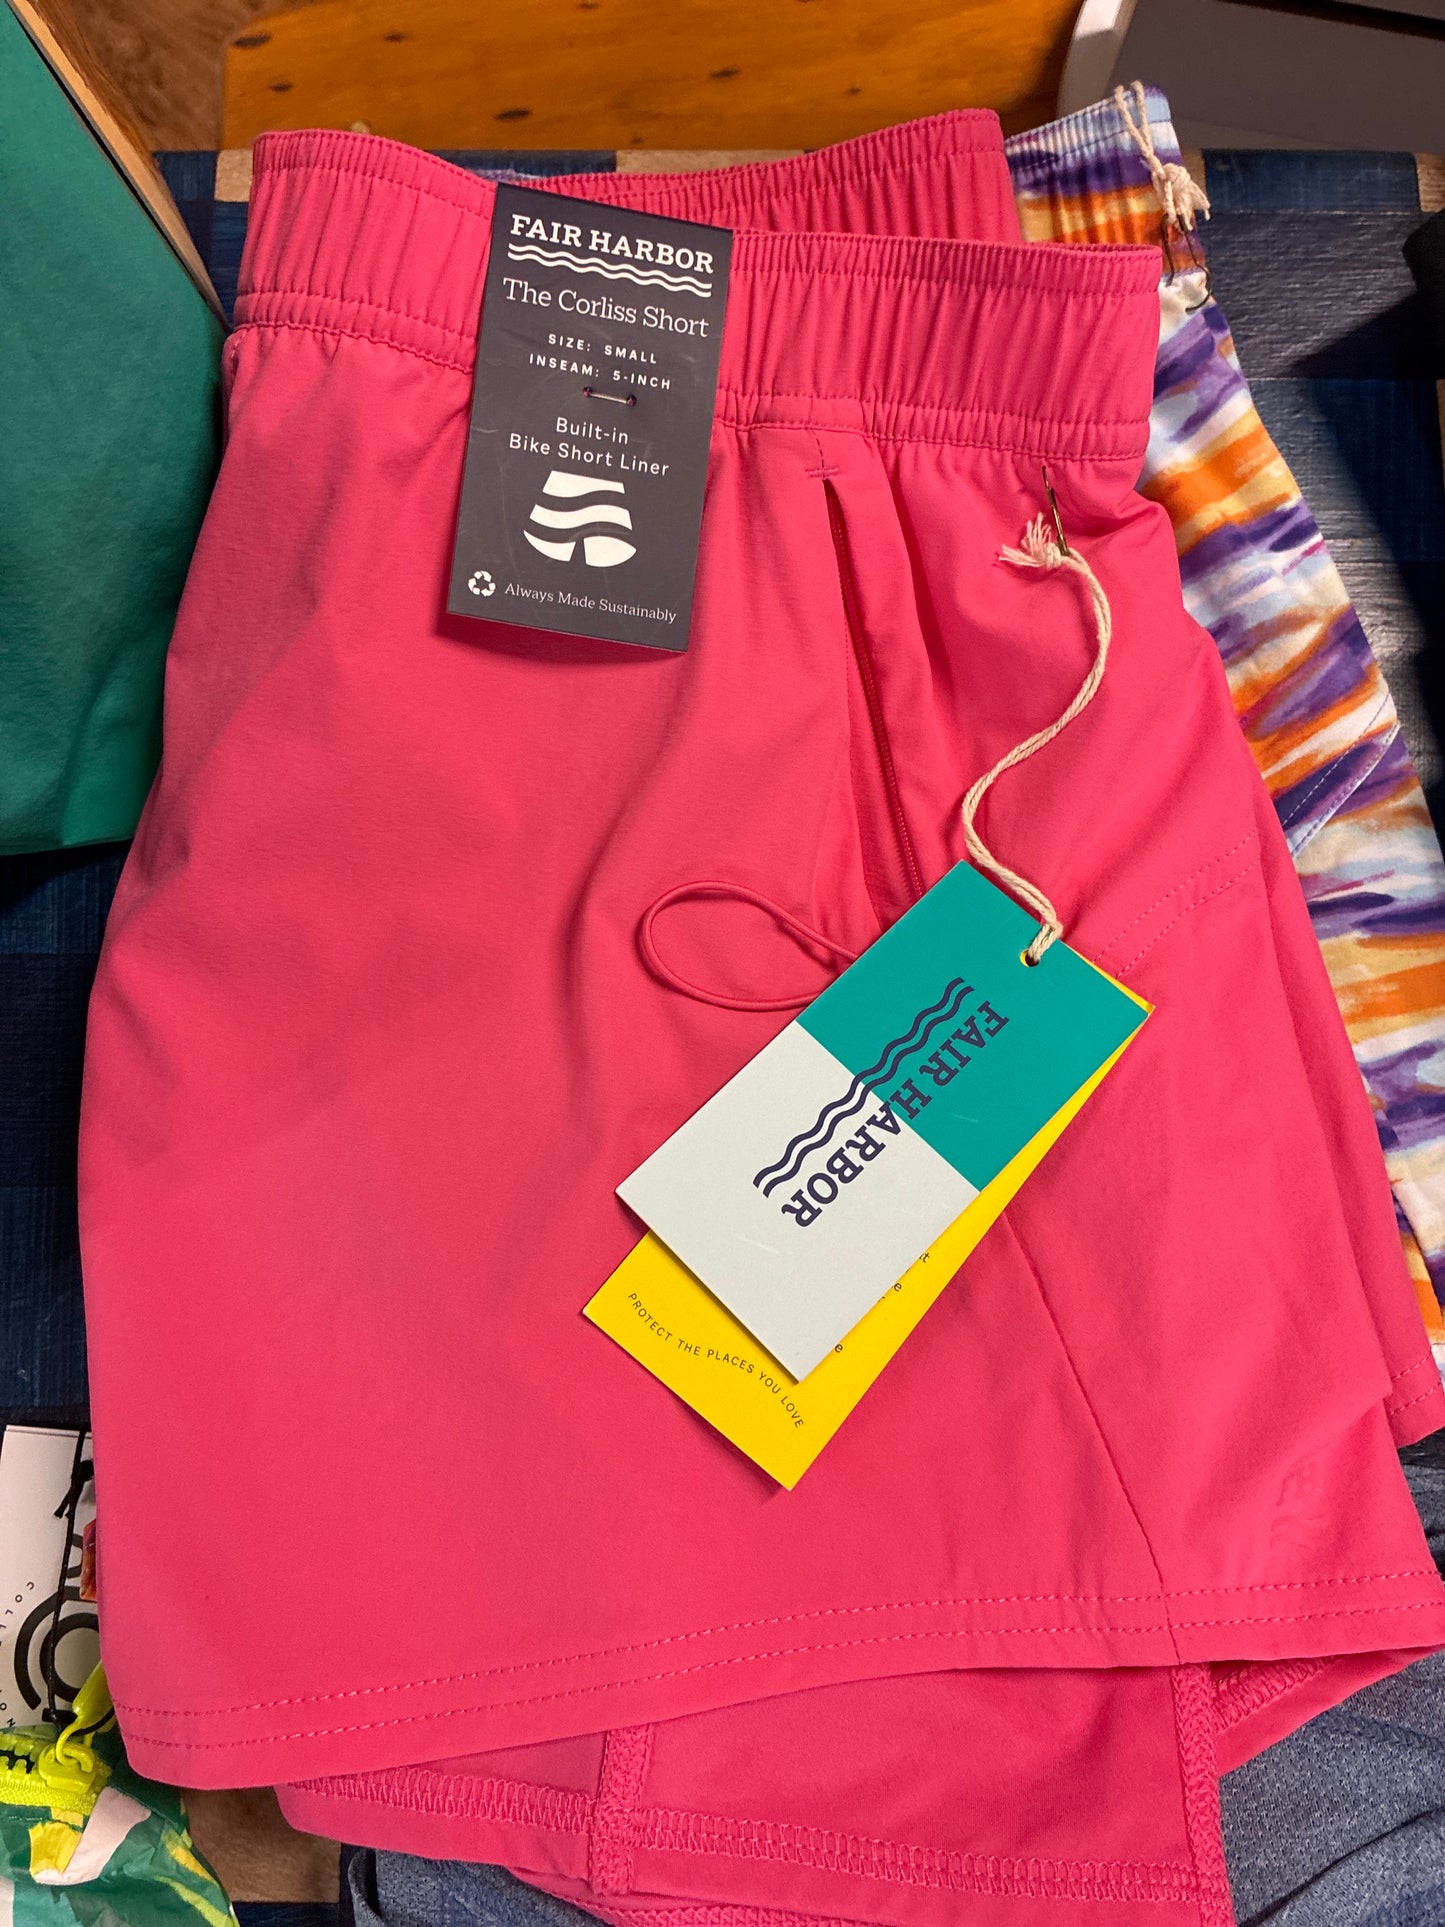 FAIR HARBOR
The Corliss Short
SIZE: SMALL
INSEAM: 5-INCH
Built-in
Bike Short Liner
Always Made Sustainably
FAIR HARBOR
PROTECT THE PLACES YOU LOVE
FH